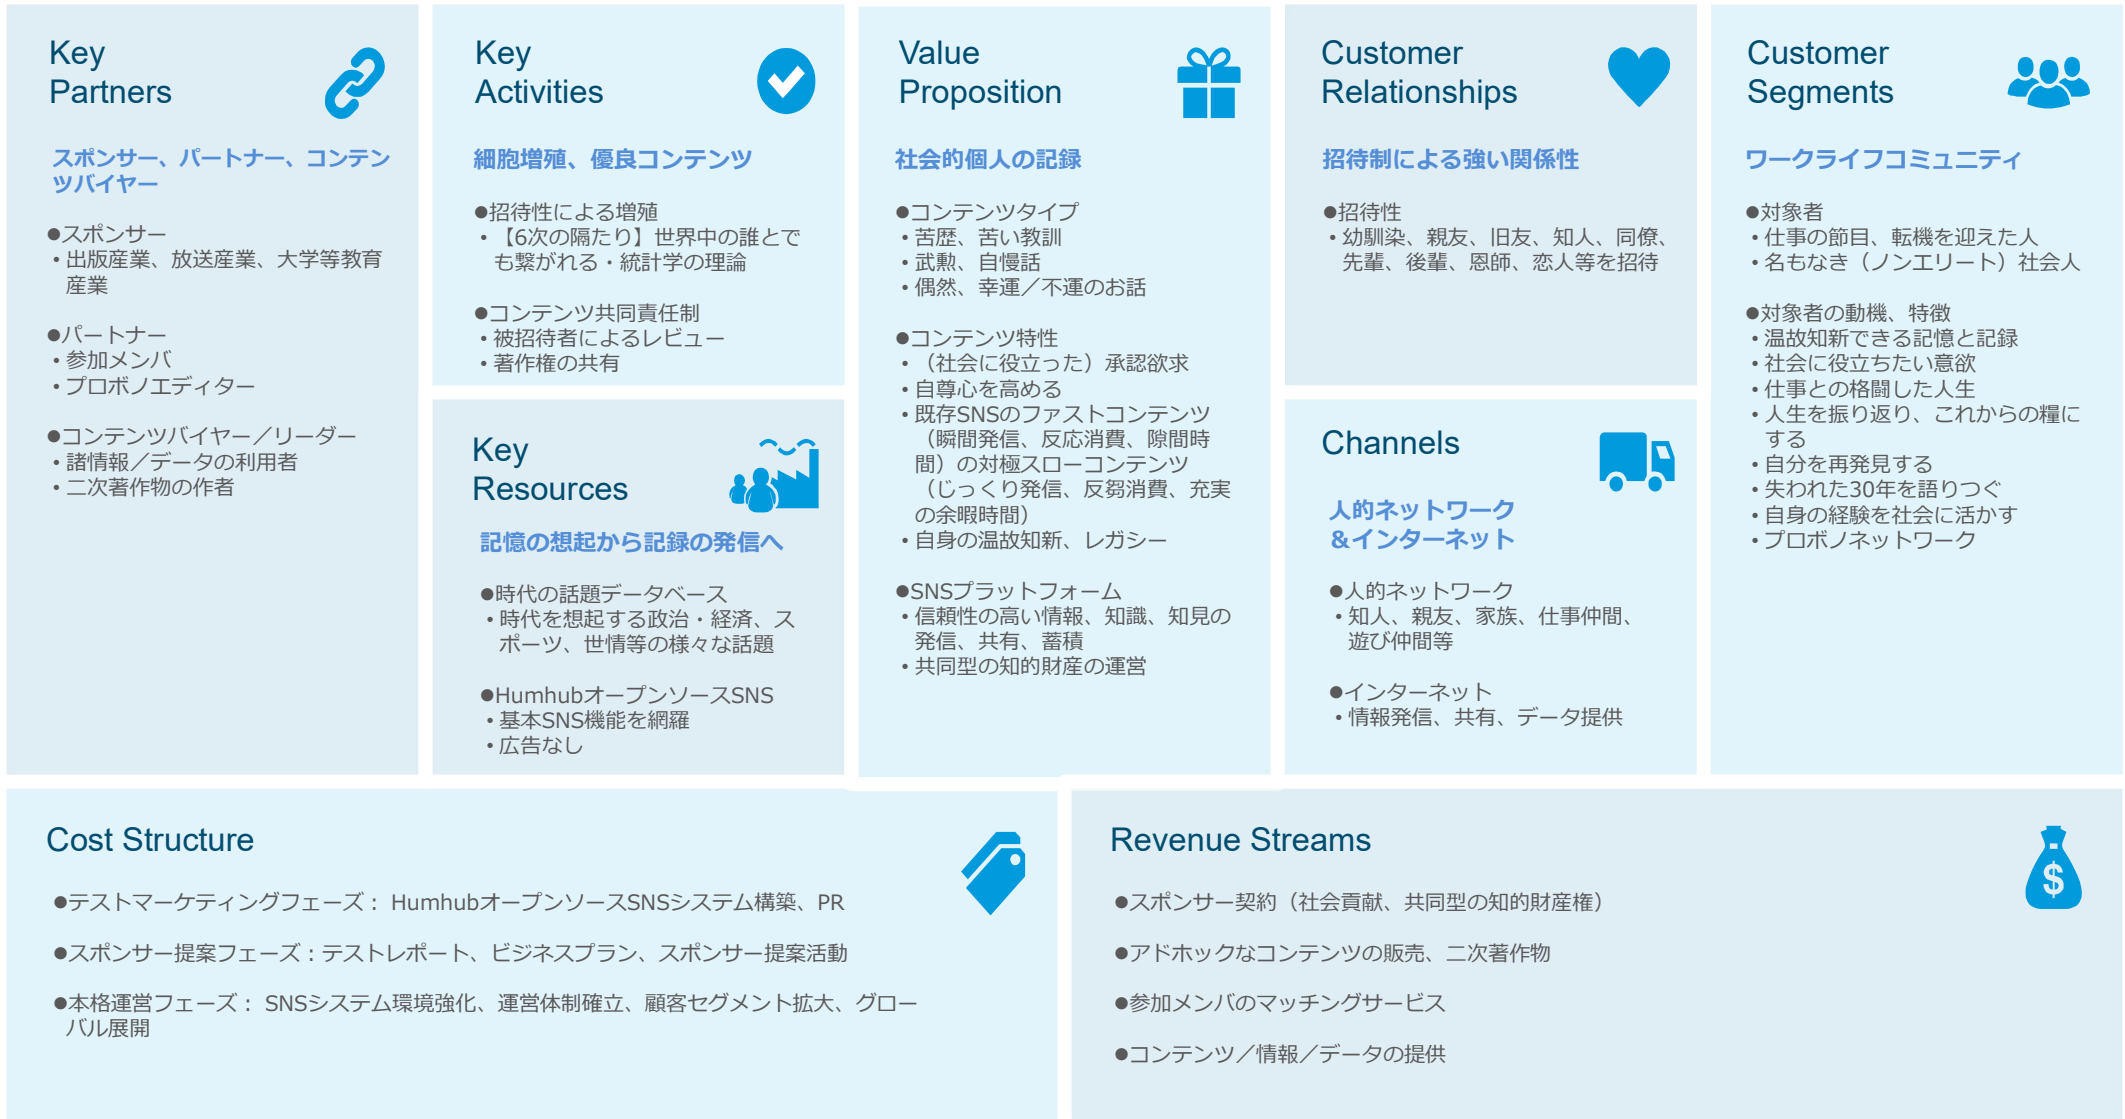 Key
Partners
スポンサー、パートナー、コンテン
ツバイヤー
●スポンサー
・出版産業、放送産業、大学等教育
産業
●パートナー
・参加メンバ
・プロボノエディター
●コンテンツバイヤー／リーダー
・諸情報／データの利用者
・二次著作物の作者
Key
Activities
細胞増殖、優良コンテンツ
●招待性による増殖
・【6次の隔たり】世界中の誰とで
も繋がれる・統計学の理論
●コンテンツ共同責任制
・被招待者によるレビュー
・著作権の共有
Key
Resources
記憶の想起から記録の発信へ
●時代の話題データベース
・時代を想起する政治・経済、ス
ポーツ、世情等の様々な話題
●HumhubオープンソースSNS
・基本SNS機能を網羅
・広告なし
Value
Proposition
社会的個人の記録
●コンテンツタイプ
・苦歴、苦い教訓
・武勲、自慢話
・偶然、幸運／不運のお話
●コンテンツ特性
・（社会に役立った）承認欲求
・自尊心を高める
・既存SNSのファストコンテンツ
（瞬間発信、反応消費、隙間時
間）の対極スローコンテンツ
（じっくり発信、反芻消費、充実
の余暇時間）
・自身の温故知新、レガシー
●SNSプラットフォーム
・信頼性の高い情報、知識、知見の
発信、共有、蓄積
・共同型の知的財産の運営
Customer
Relationships
招待制による強い関係性
●招待性
・幼馴染、親友、旧友、知人、同僚、
先輩、後輩、恩師、恋人等を招待
Channels
人的ネットワーク
＆インターネット
●人的ネットワーク
・知人、親友、家族、仕事仲間、
遊び仲間等
●インターネット
・情報発信、共有、データ提供
Customer
Segments
ワークライフコミュニティ
●対象者
・仕事の節目、転機を迎えた人
・名もなき（ノンエリート）社会人
●対象者の動機、特徴
・温故知新できる記憶と記録
・社会に役立ちたい意欲
・仕事との格闘した人生
・人生を振り返り、これからの糧に
する
・自分を再発見する
・失われた30年を語りつぐ
・自身の経験を社会に活かす
・プロボノネットワーク
Cost Structure
●テストマーケティングフェーズ： HumhubオープンソースSNSシステム構築、PR
●スポンサー提案フェーズ：テストレポート、ビジネスプラン、スポンサー提案活動
●本格運営フェーズ： SNSシステム環境強化、運営体制確立、顧客セグメント拡大、グロー
バル展開
Revenue Streams
$
●スポンサー契約（社会貢献、共同型の知的財産権）
●アドホックなコンテンツの販売、二次著作物
●参加メンバのマッチングサービス
●コンテンツ／情報／データの提供